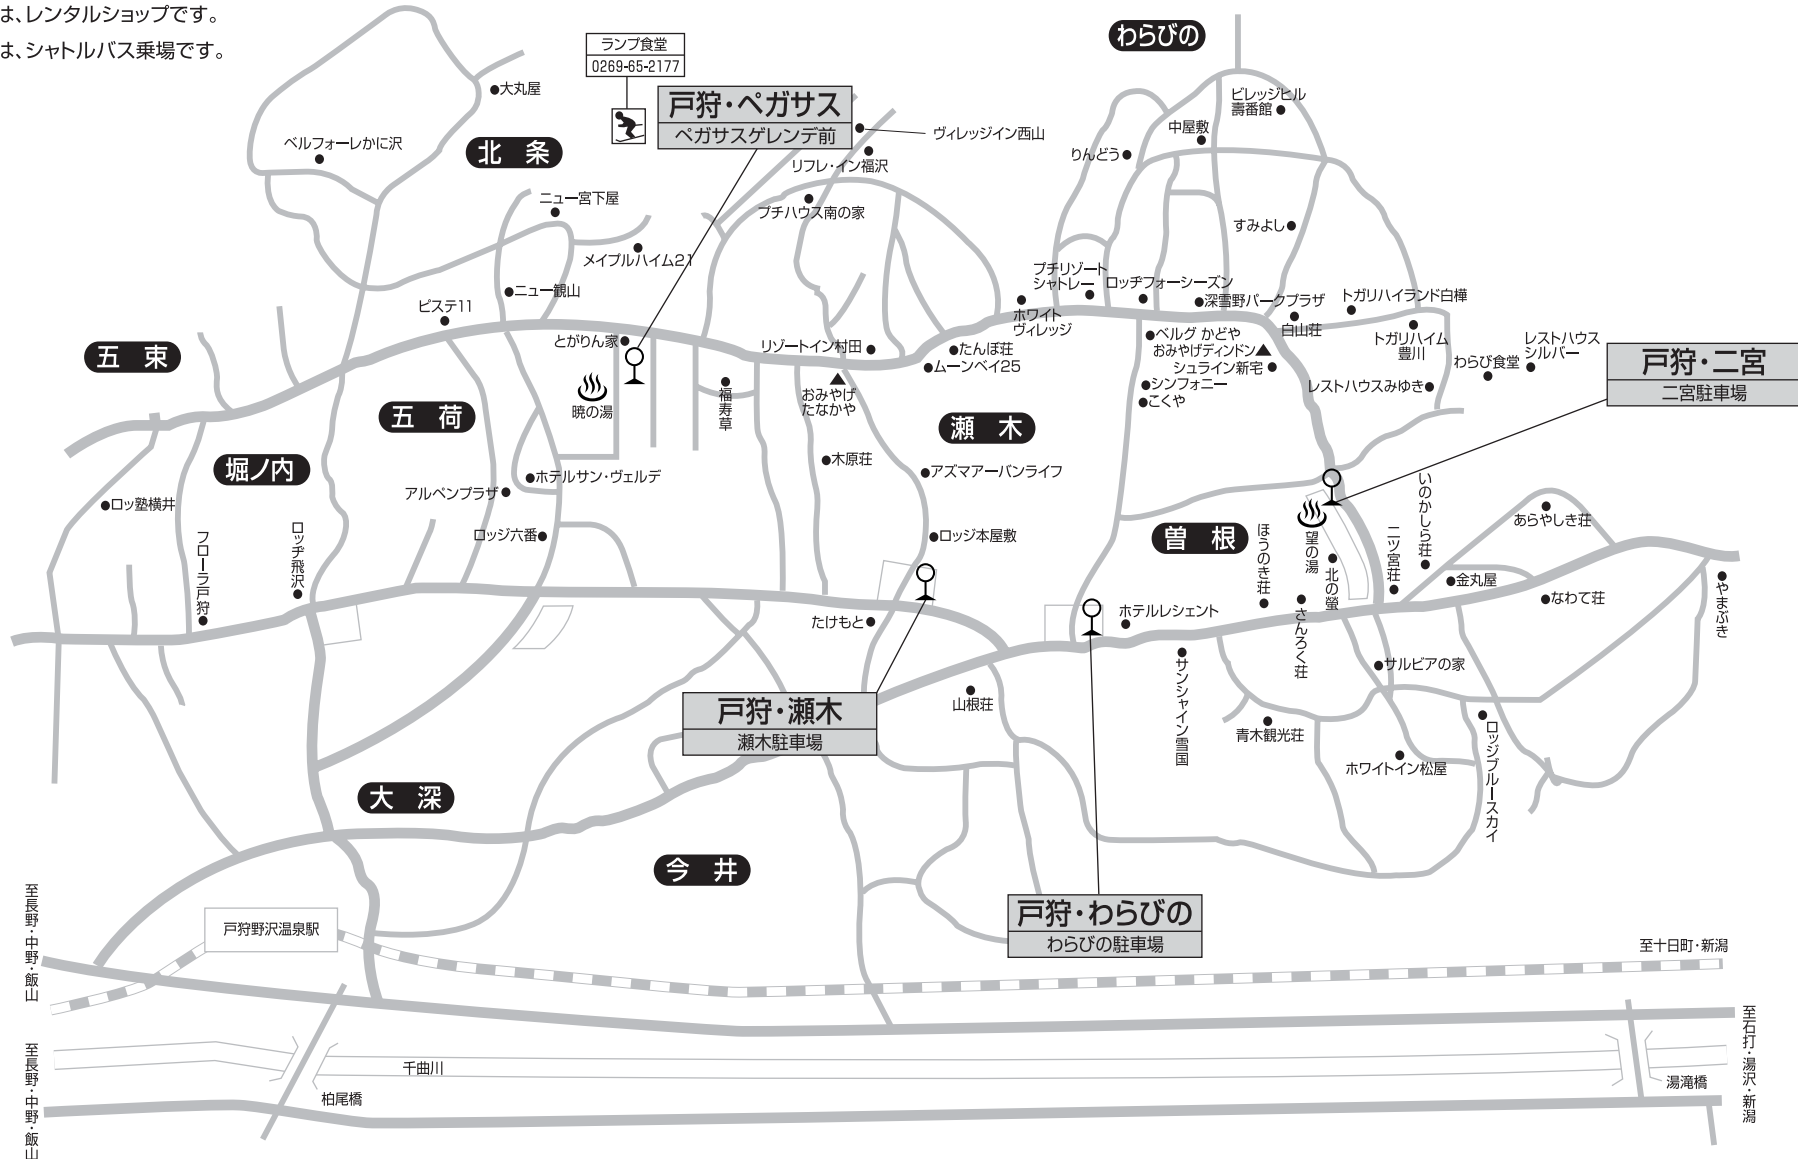 は、レンタルショップです。
は、シャトルバス乗場です。
ランプ食堂
0269-65-2177
戸狩・ペガサス
ペガサスゲレンデ前
わらびの
大丸屋
ベルフォーレかに沢
北 条
ヴィレッジイン西山
リフレ・イン福沢
プチハウス南の家
ニュー宮下屋
メイプルハイム21
ニュー観山
ピステ11
とがりん家
ビレッジヒル
壽番館
中屋敷
りんどう
すみよし
プチリゾート
シャトレー
ロッヂフォーシーズン
深雪野パークプラザ
トガリハイランド白樺
ホワイト
ヴィレッジ
白山荘
トガリハイム
豊川
ベルグ かどや
おみやげディンドン
シュライン新宅
シンフォニー
こくや
レストハウスみゆき
わらび食堂
レストハウス
シルバー
戸狩・二宮
二宮駐車場
リゾートイン村田
たんぽ荘
ムーンベイ25
五 束
五 荷
暁の湯
福寿草
おみやげ
たなかや
瀬 木
堀ノ内
木原荘
アズマアーバンライフ
ホテルサン・ヴェルデ
アルペンプラザ
ロッ塾横井
フローラ戸狩
ロッヂ飛沢
ロッジ六番
ロッジ本屋敷
曽 根
ほうのき荘
望の湯
北の螢
さんろく荘
二ツ宮荘
いのかしら荘
あらやしき荘
金丸屋
なわて荘
やまぶき
たけもと
ホテルレシェント
サンシャイン雪国
サルビアの家
山根荘
青木観光荘
ホワイトイン松屋
ロッジブルースカイ
戸狩・瀬木
瀬木駐車場
大 深
今 井
戸狩・わらびの
わらびの駐車場
戸狩野沢温泉駅
至長野・中野・飯山
至十日町・新潟
至長野・中野・飯山
千曲川
柏尾橋
湯滝橋
至石打・湯沢・新潟